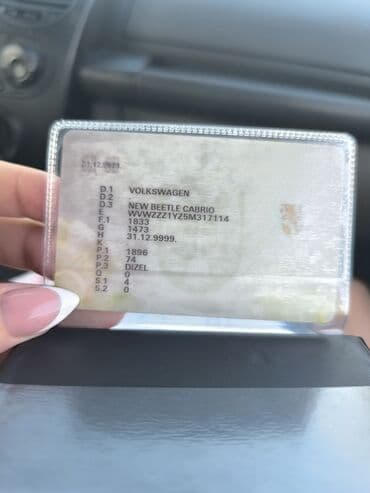 D.1 VOLKSWAGEN
D.2
D.3 NEW BEETLE CABRIO
E WVWZZZ1YZ5M317114
F.1 1833
G 1473
H 31.12.9999.
K
P.1 1896
P.2 74
P.3 DIZEL
Q 0
S.1 4
S.2 0